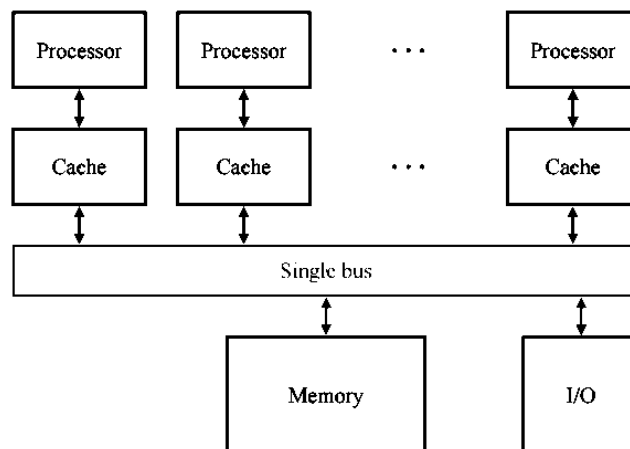 Processor Processor ... Processor
Cache Cache ... Cache
Single bus
Memory I/O